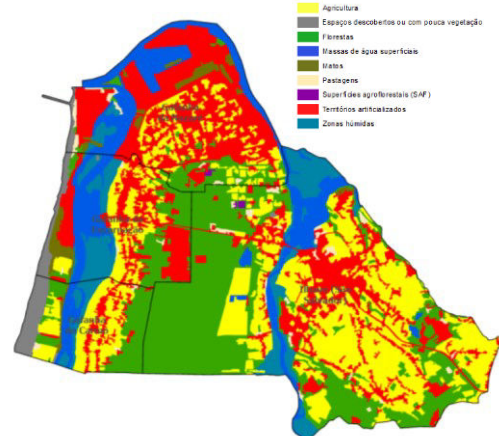 Agricultura
Espaços descobertos ou com pouca vegetação
Florestas
Massas de água superficiais
Matos
Pastagens
Superfícies agroflorestais (SAF)
Territórios artificializados
Zonas húmidas